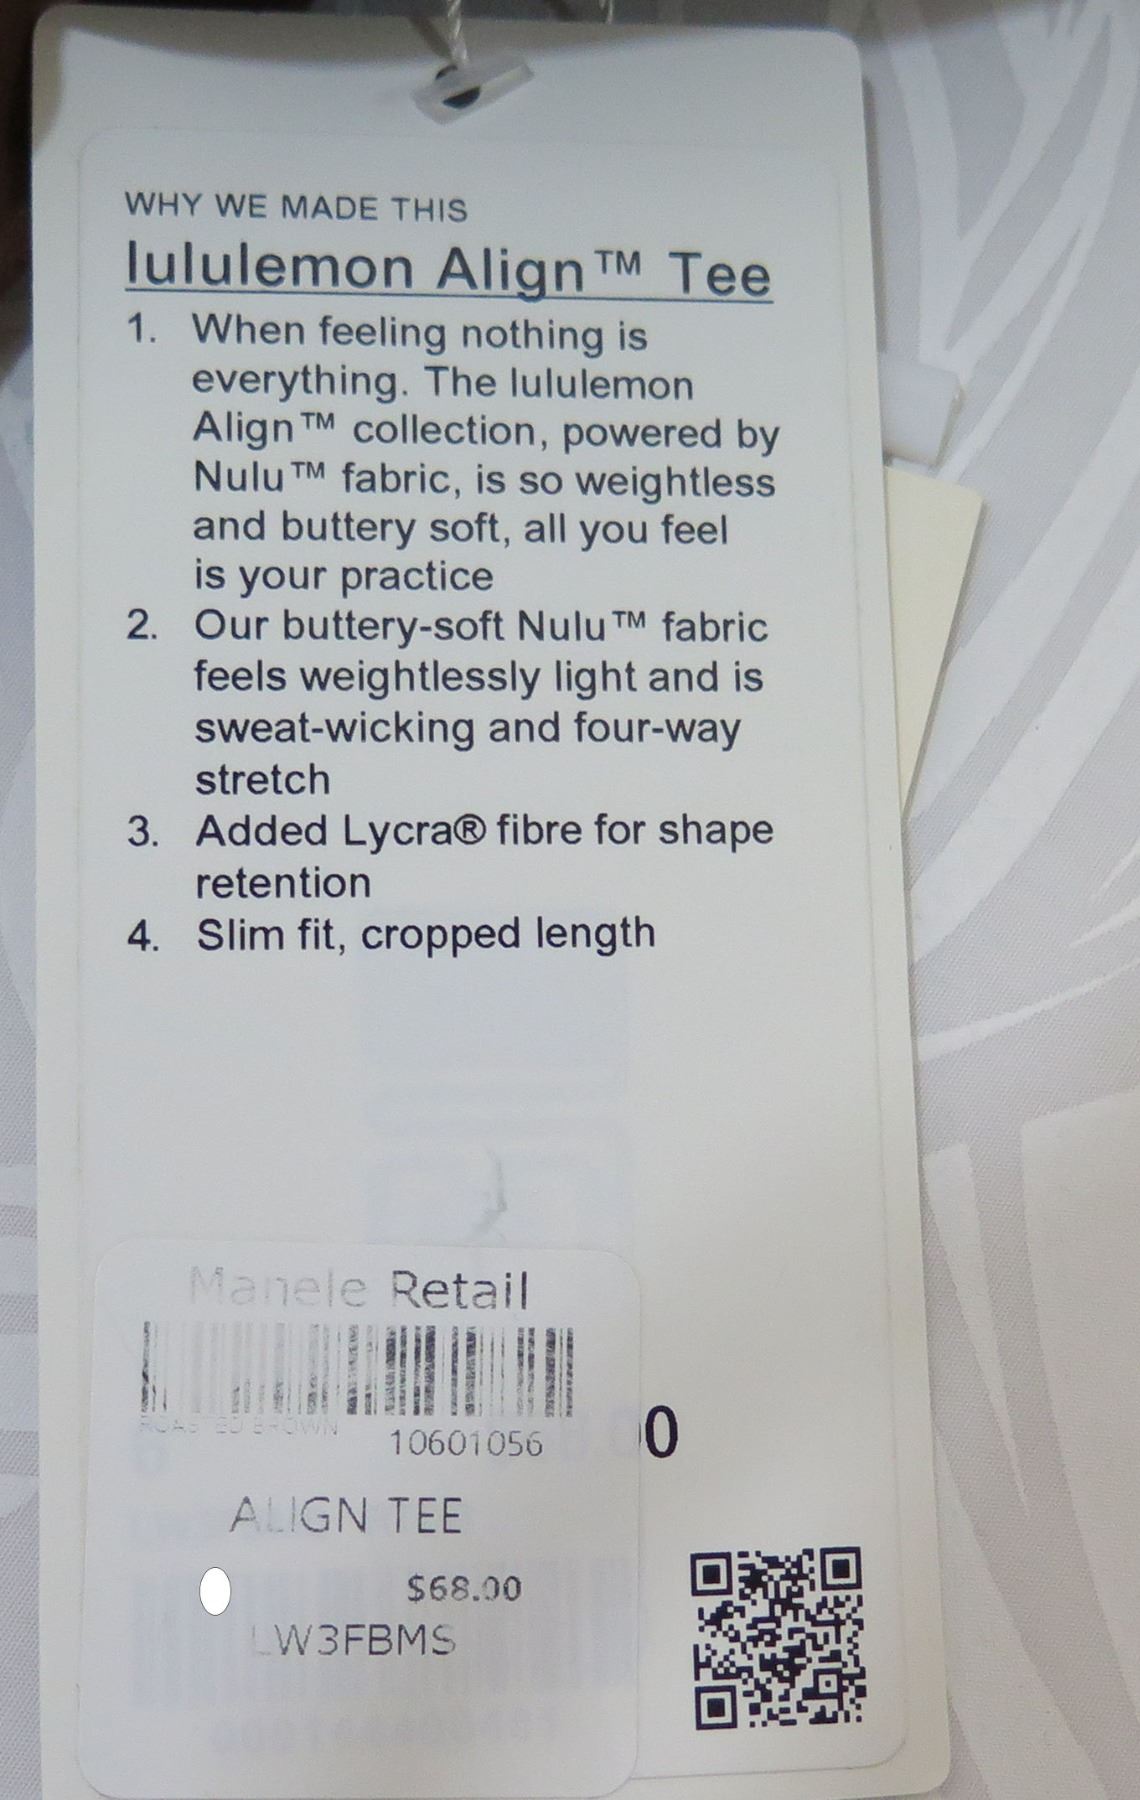 WHY WE MADE THIS
lululemon Align™ Tee
1. When feeling nothing is
everything. The lululemon
Align™ collection, powered by
Nulu™ fabric, is so weightless
and buttery soft, all you feel
is your practice
2. Our buttery-soft Nulu™ fabric
feels weightlessly light and is
sweat-wicking and four-way
stretch
3. Added Lycra® fibre for shape
retention
4. Slim fit, cropped length
Manele Retail
ROASTED BROWN
10601056
ALIGN TEE
$68.00
LW3FBMS